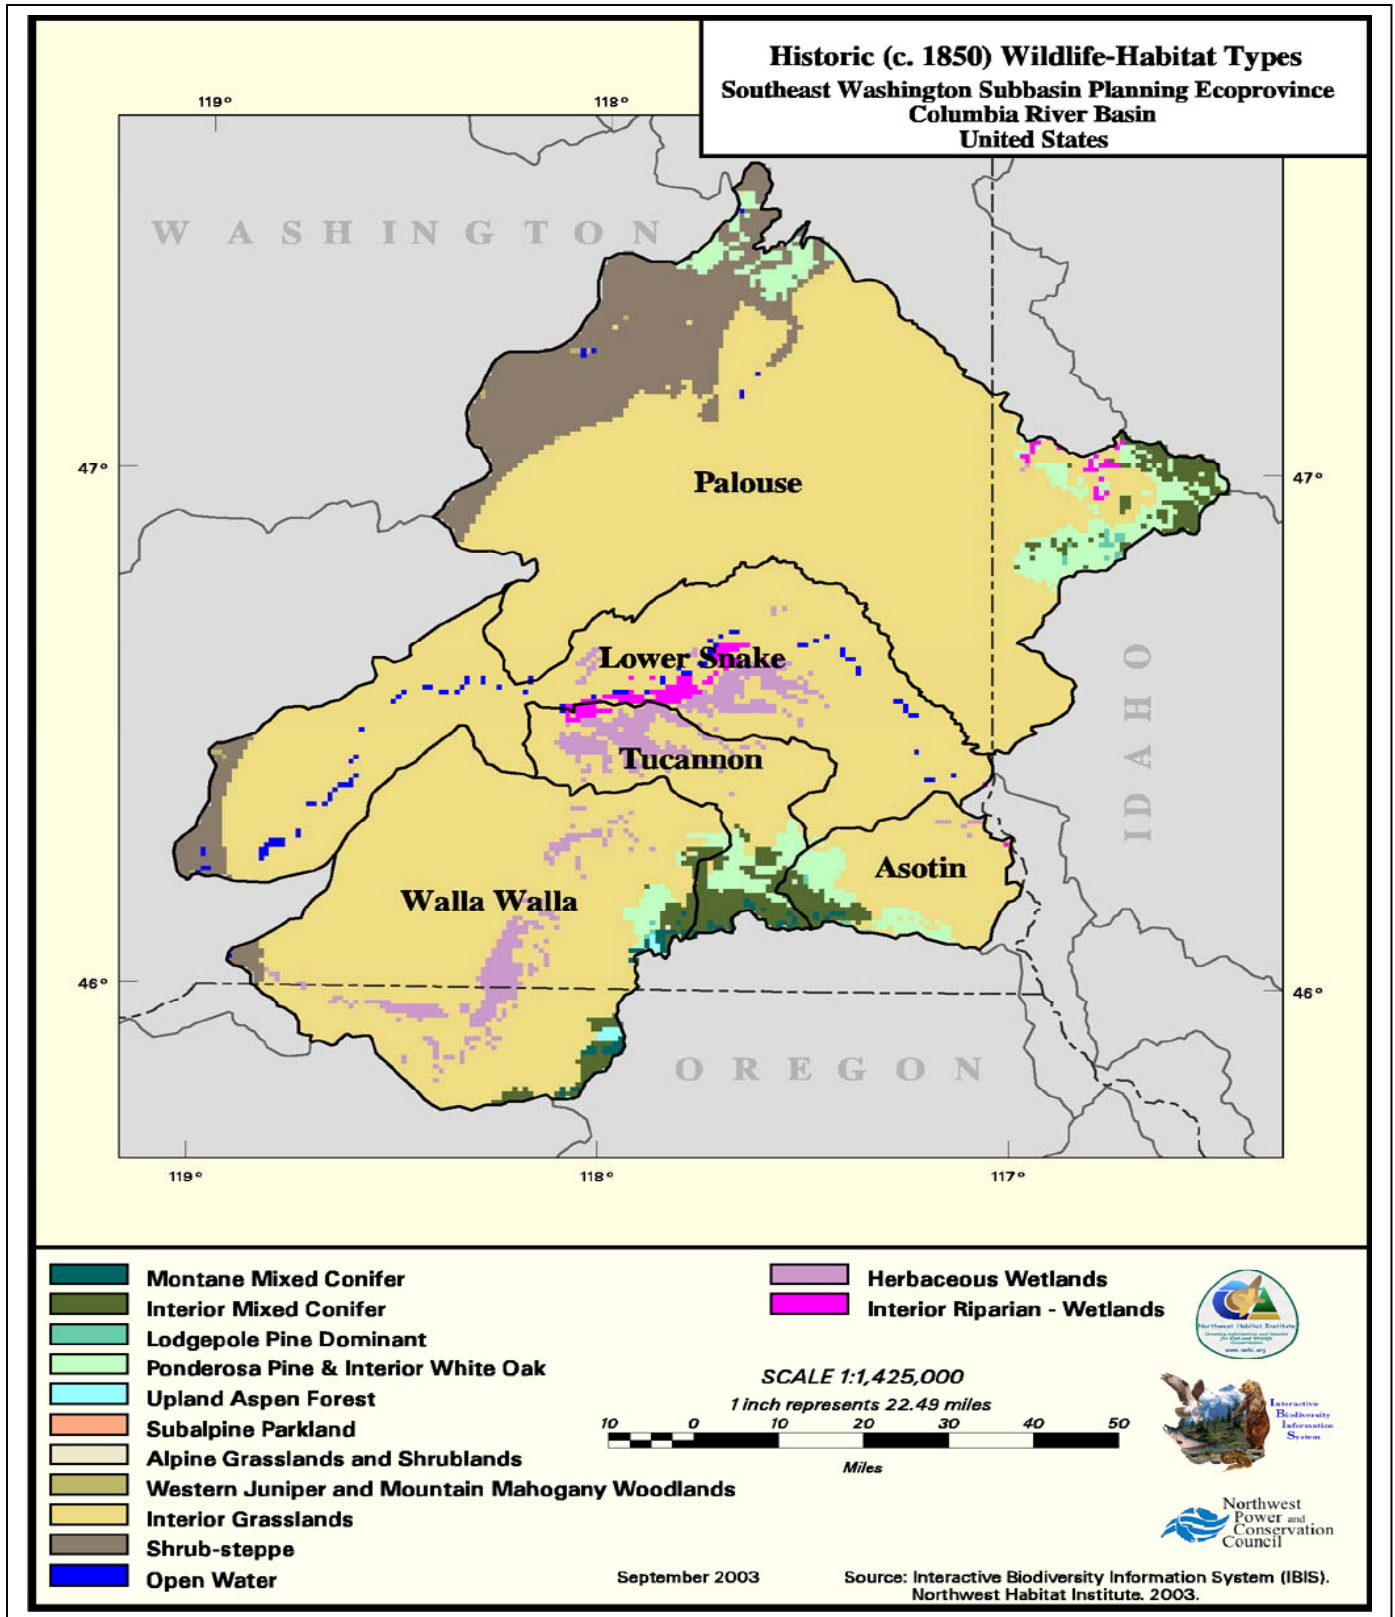 Historic (c. 1850) Wildlife-Habitat Types
Southeast Washington Subbasin Planning Ecoprovince
Columbia River Basin
United States
119° 118°
WASHINGTON
47° 47°
Palouse
Lower Snake
IDAHO
Tucannon
Asotin
Walla Walla
46° 46°
OREGON
119° 118° 117°
Montane Mixed Conifer
Interior Mixed Conifer
Lodgepole Pine Dominant
Ponderosa Pine & Interior White Oak
Upland Aspen Forest
Subalpine Parkland
Alpine Grasslands and Shrublands
Western Juniper and Mountain Mahogany Woodlands
Interior Grasslands
Shrub-steppe
Open Water
Herbaceous Wetlands
Interior Riparian - Wetlands
SCALE 1:1,425,000
1 inch represents 22.49 miles
10 0 10 20 30 40 50
Miles
Northwest Habitat Institute
www.nwhi.org
Interactive
Biodiversity
Information
System
Northwest
Power and
Conservation
Council
September 2003
Source: Interactive Biodiversity Information System (IBIS).
Northwest Habitat Institute. 2003.